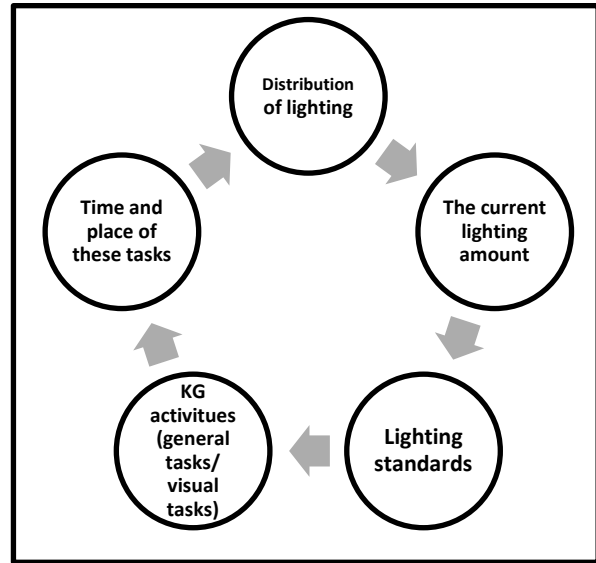 Distribution
of lighting
The current
lighting
amount
Lighting
standards
KG
activitues
(general
tasks/
visual
tasks)
Time and
place of
these tasks